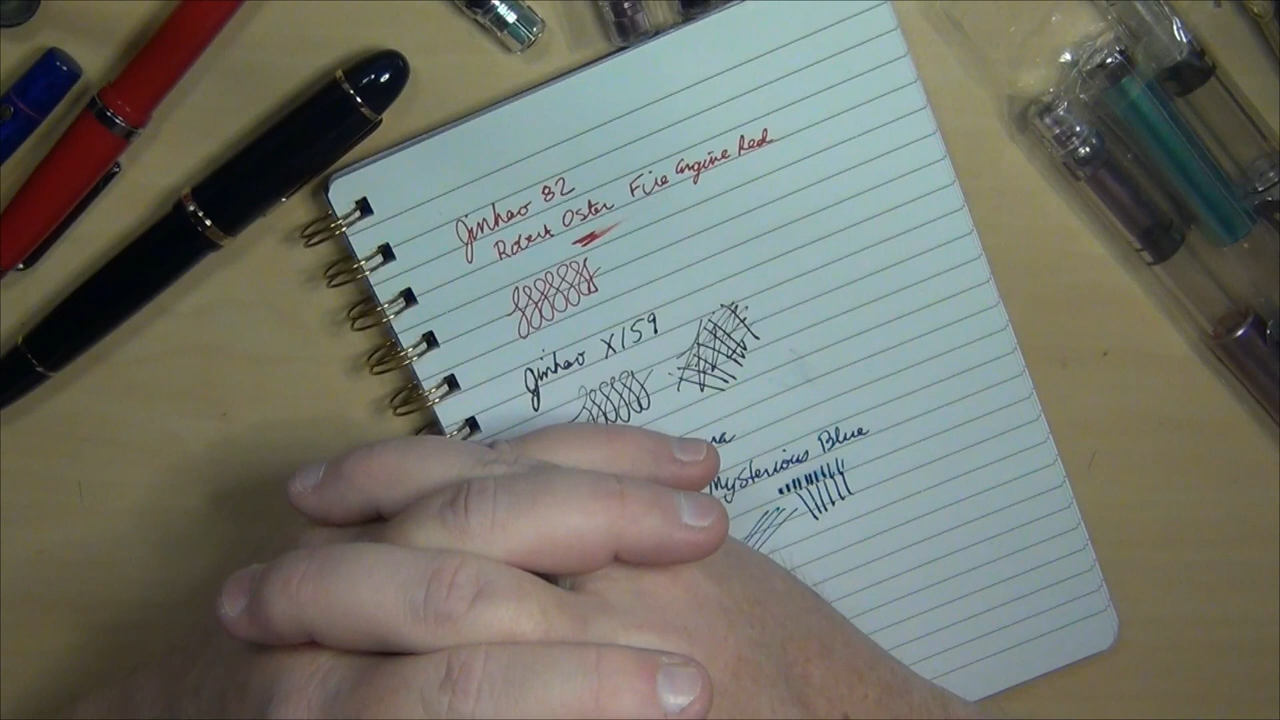 Jinhao 82
Robert Oster Fire Engine Red
Jinhao X159
Mysterious Blue